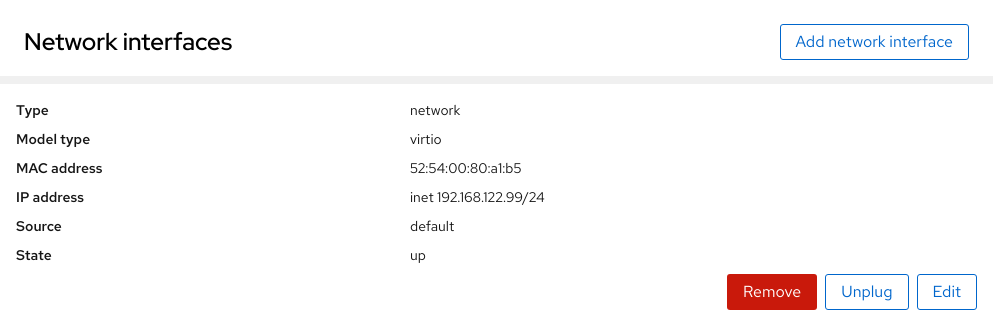 Network interfaces
Add network interface
Type network
Model type virtio
MAC address 52:54:00:80:a1:b5
IP address inet 192.168.122.99/24
Source default
State up
Remove Unplug Edit